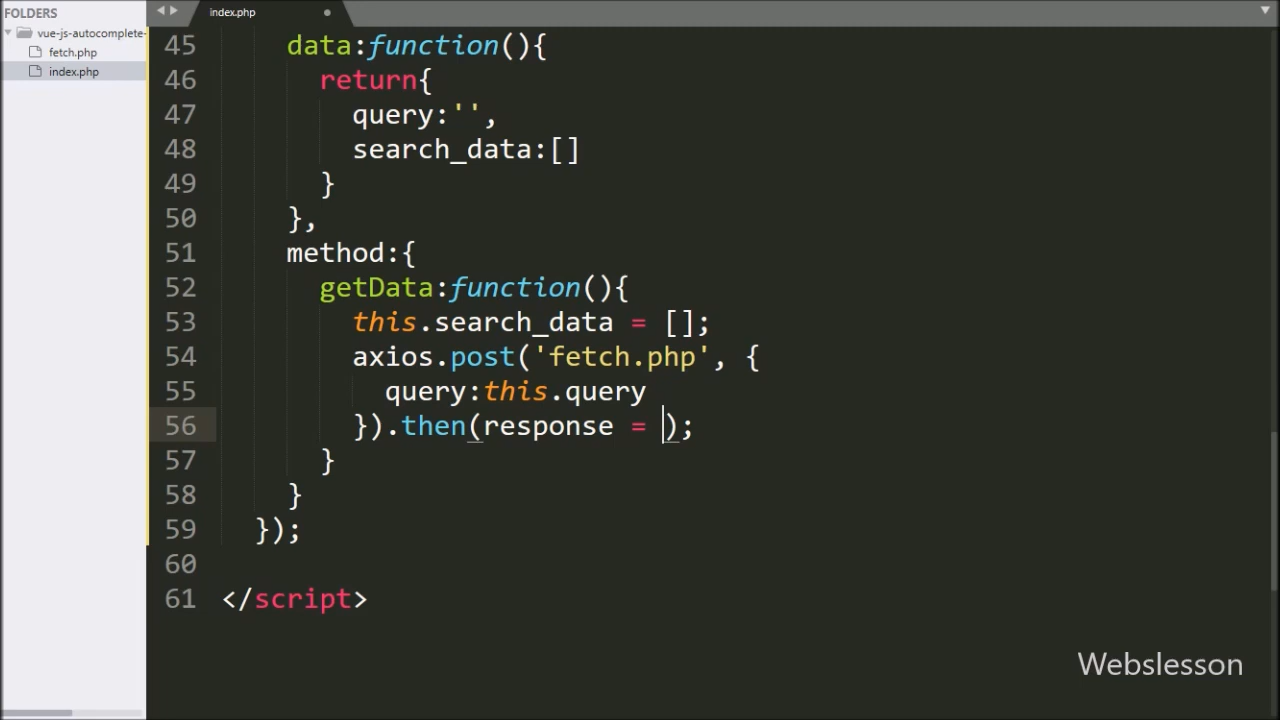 FOLDERS
vue-js-autocomplete-
fetch.php
index.php
index.php
45 data:function(){
46 return{
47 query:'',
48 search_data:[]
49 }
50 },
51 method:{
52 getData:function(){
53 this.search_data = [];
54 axios.post('fetch.php', {
55 query:this.query
56 }).then(response = );
57 }
58 }
59 });
60
61 </script>
Webslesson